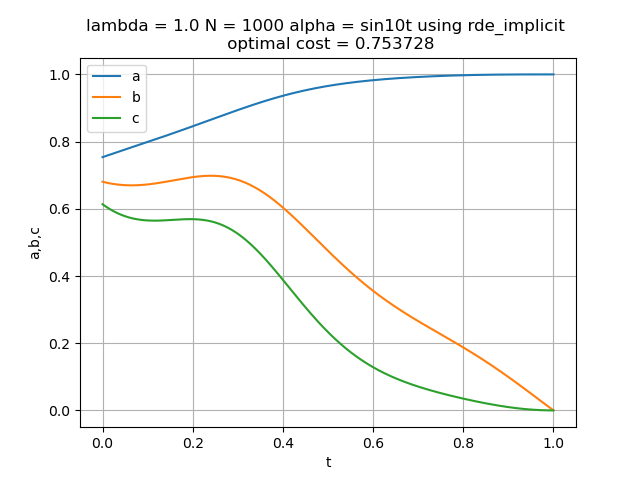 lambda = 1.0 N = 1000 alpha = sin10t using rde_implicit
optimal cost = 0.753728
a
b
c
1.0
0.8
0.6
0.4
0.2
0.0
a,b,c
0.0 0.2 0.4 0.6 0.8 1.0
t